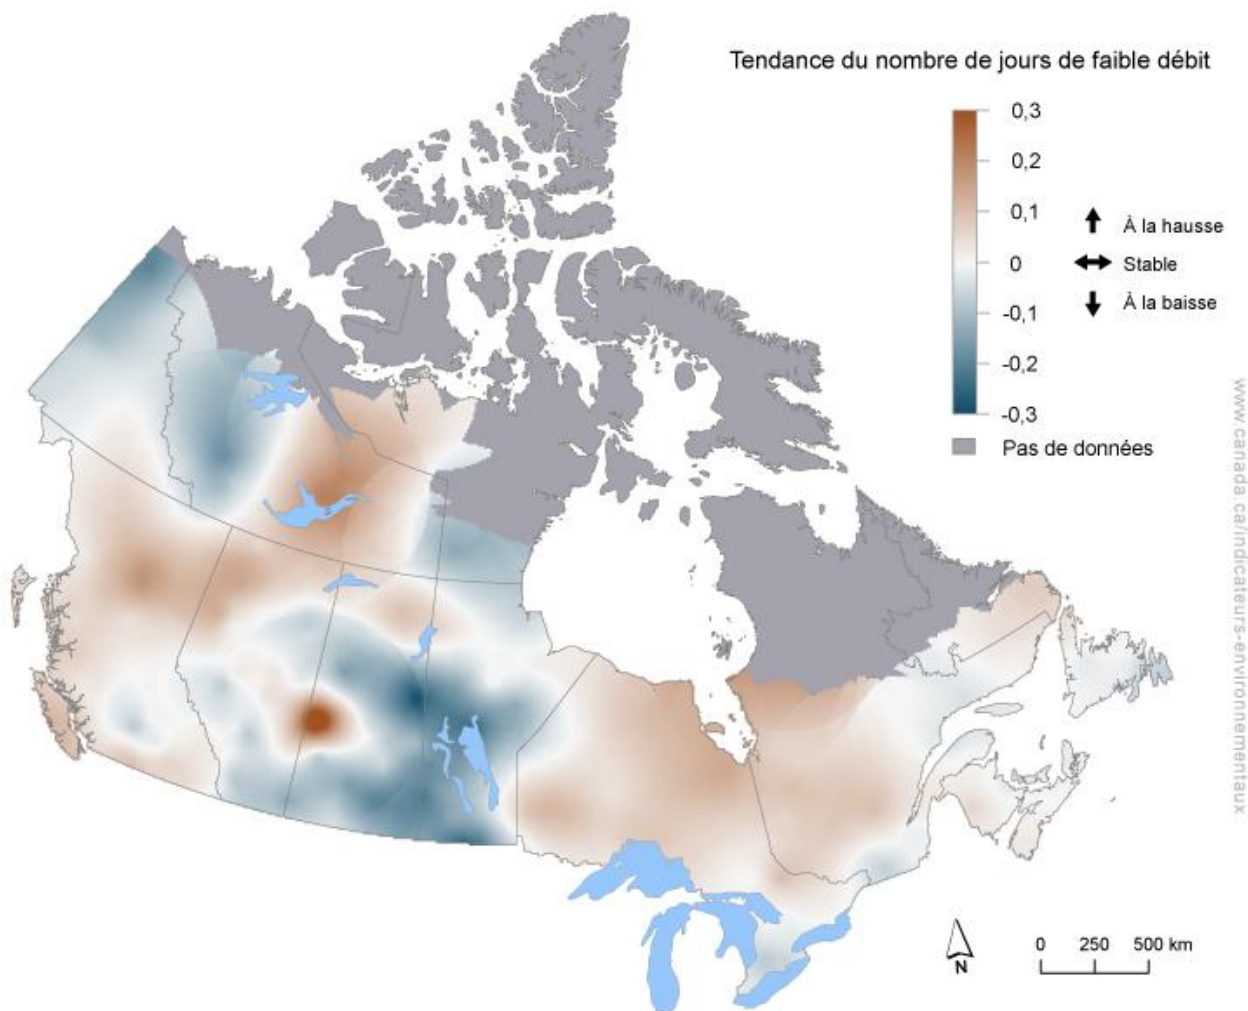 Tendance du nombre de jours de faible débit
0,3
0,2
0,1
0
-0,1
-0,2
-0,3
À la hausse
Stable
À la baisse
Pas de données
www.canada.ca/indicateurs-environnementaux
N
0 250 500 km